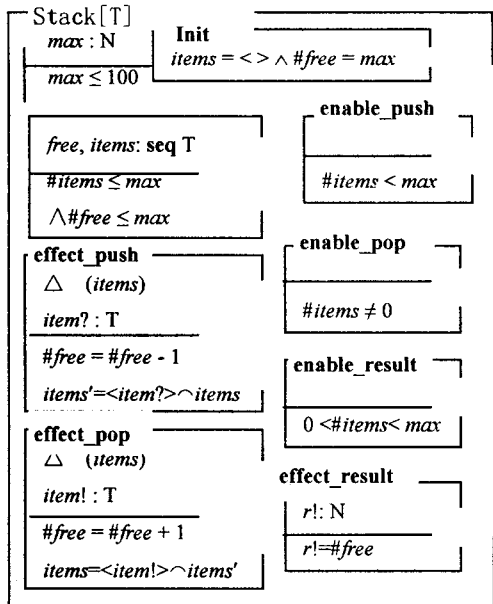 Stack[T]
max : N
max ≤ 100
Init
items = < > ∧ #free = max
free, items: seq T
#items ≤ max
∧#free ≤ max
enable_push
#items < max
effect_push
△ (items)
item? : T
#free = #free - 1
items'=<item?>⌒items
enable_pop
#items ≠ 0
enable_result
0 <#items< max
effect_pop
△ (items)
item! : T
#free = #free + 1
items=<item!>⌒items'
effect_result
r!: N
r!=#free